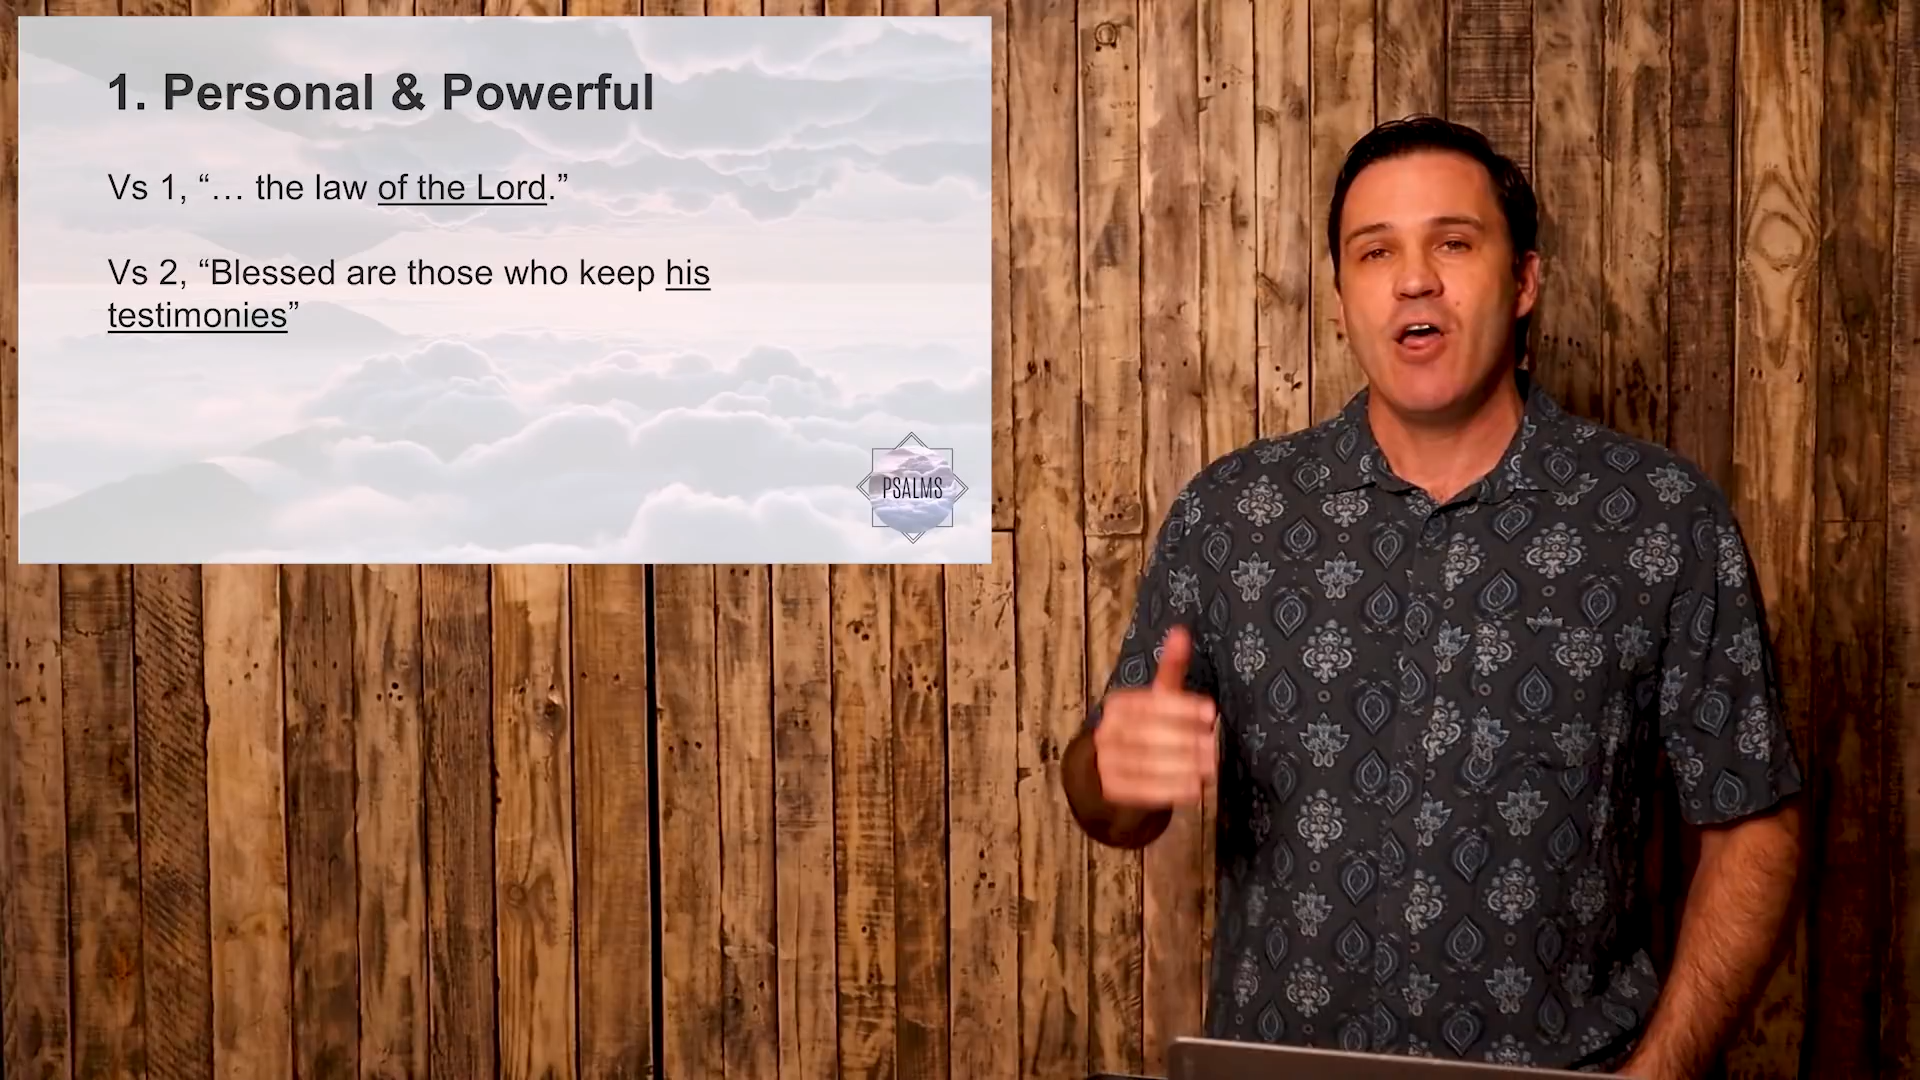 1. Personal & Powerful
Vs 1, “… the law of the Lord.”
Vs 2, “Blessed are those who keep his
testimonies”
PSALMS